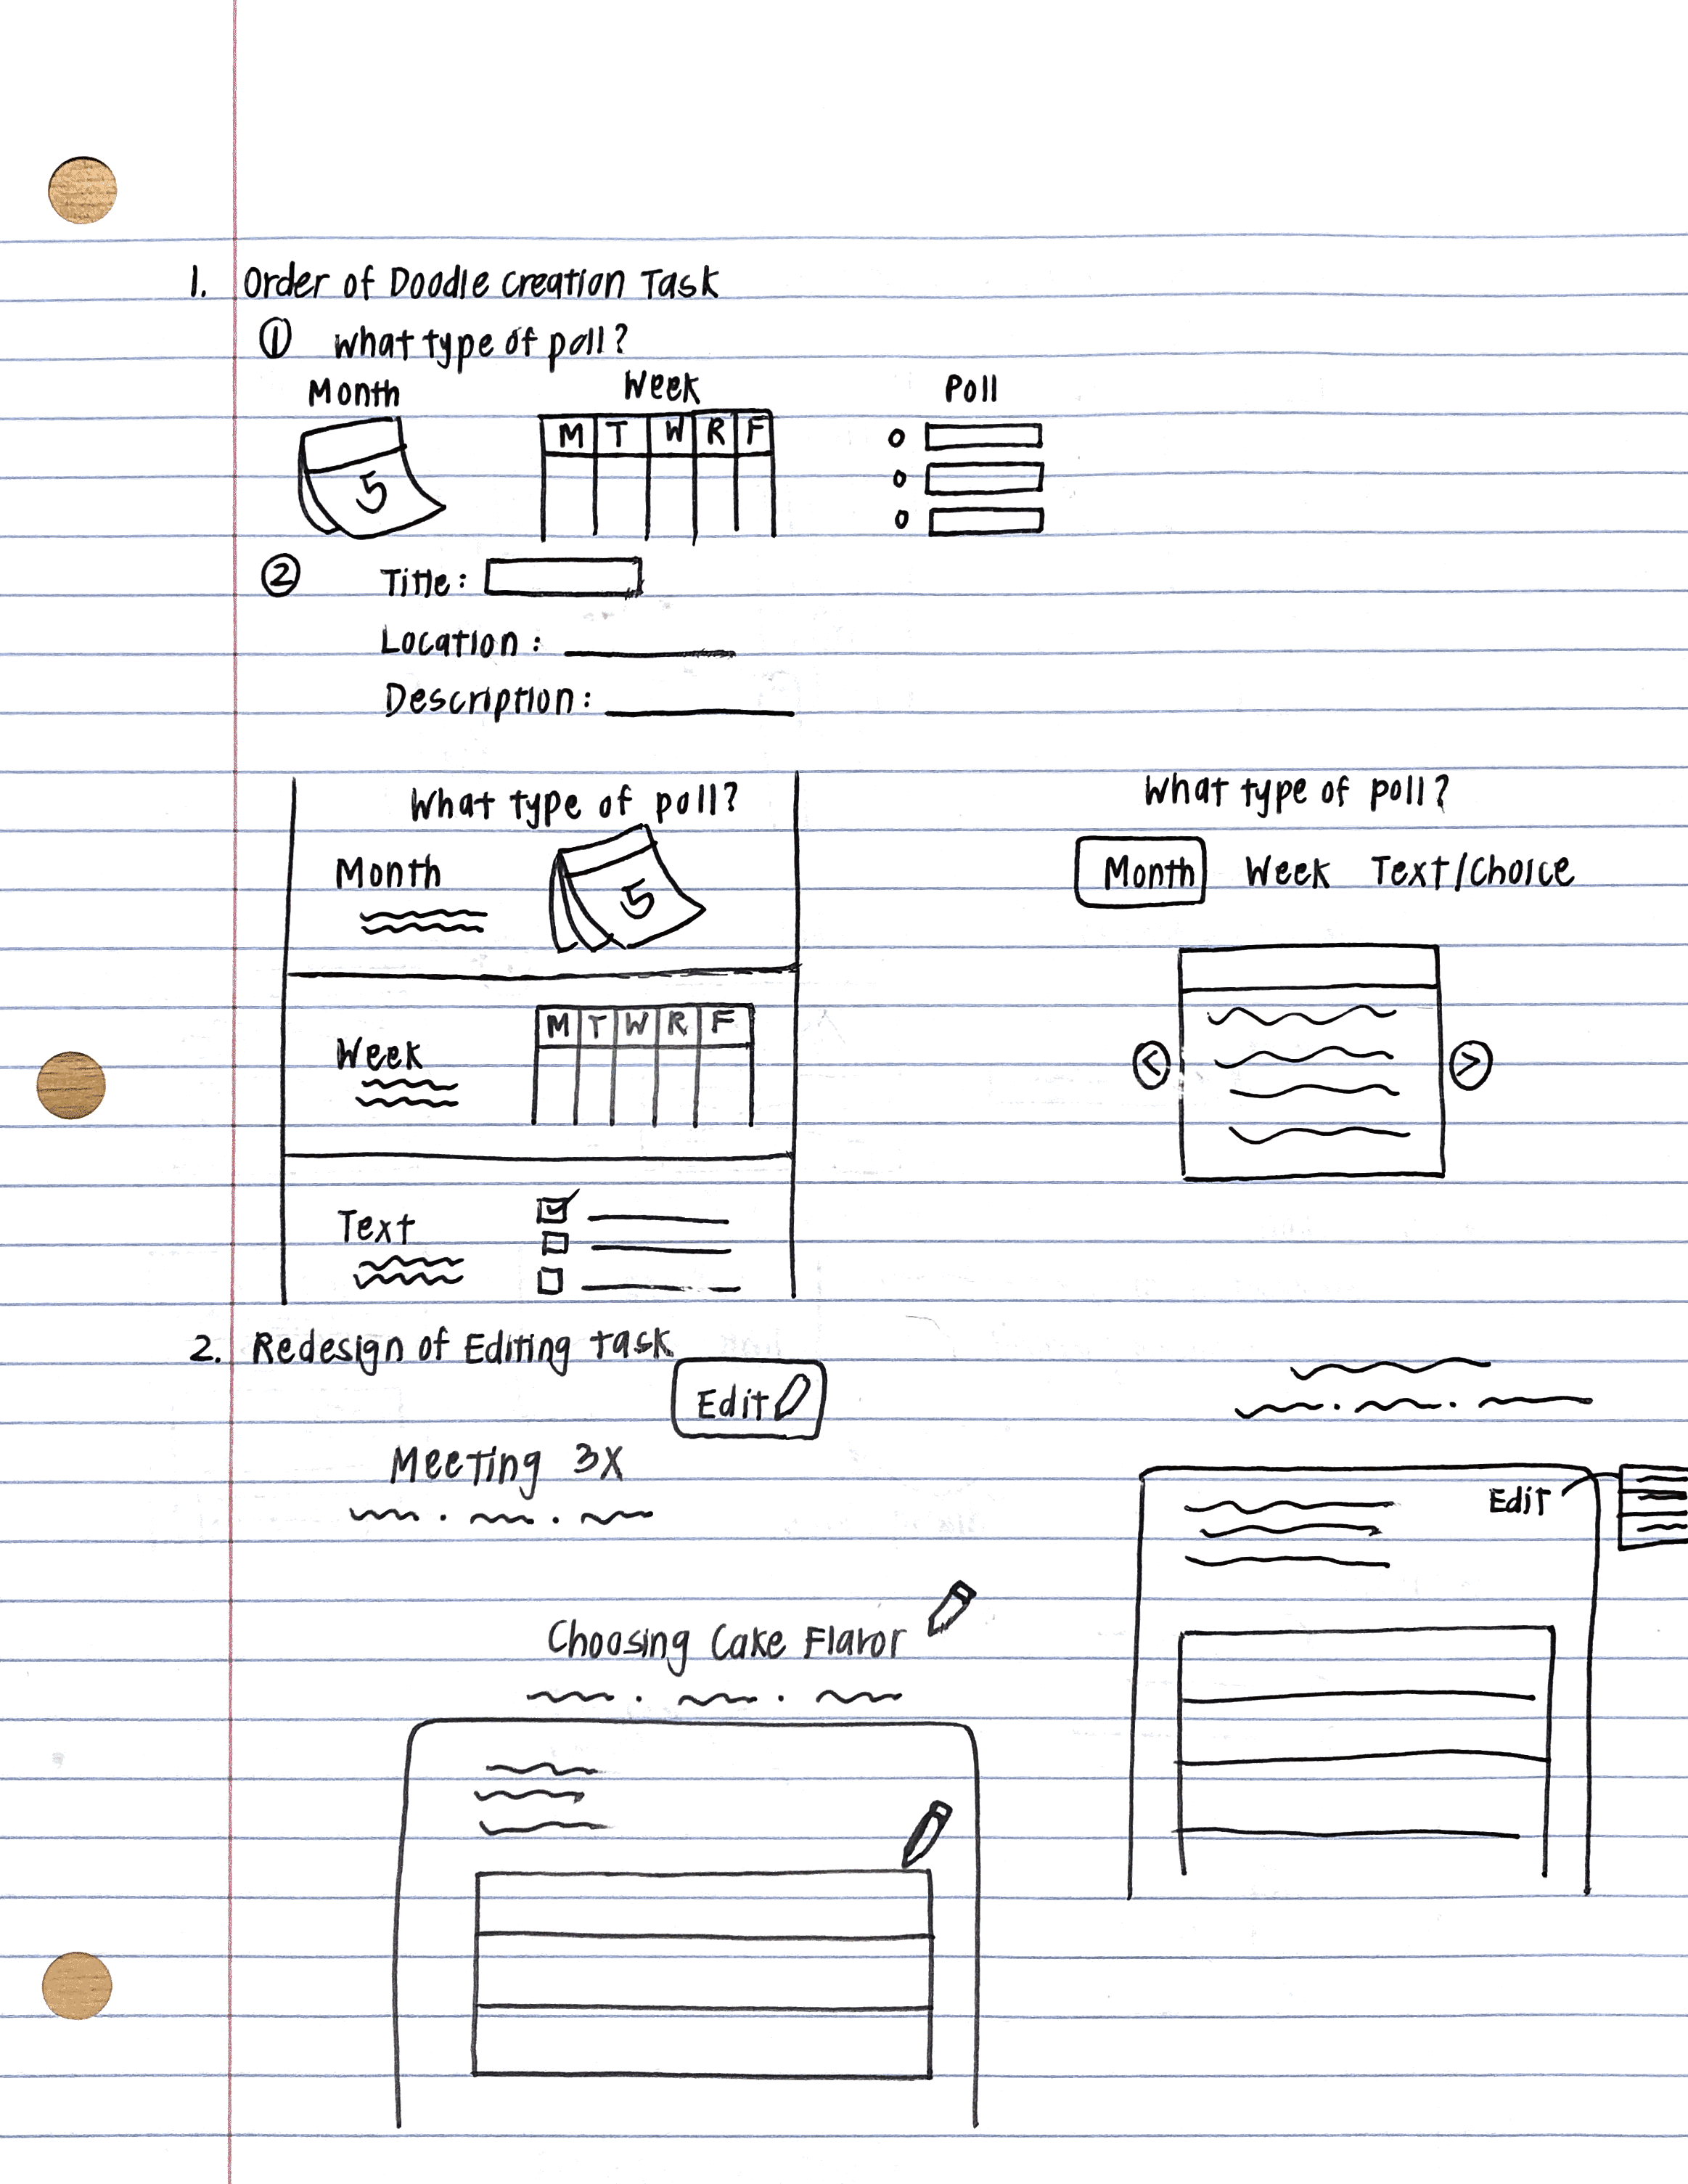 1. Order of Doodle Creation Task
① What type of poll?
Month Week Poll
M T W R F
5
② Title:
Location:
Description:
What type of poll?
Month
5
Week
M T W R F
Text
What type of poll?
Month Week Text/Choice
< >
2. Redesign of Editing Task
Edit
Meeting 3X
Edit
Choosing Cake Flavor